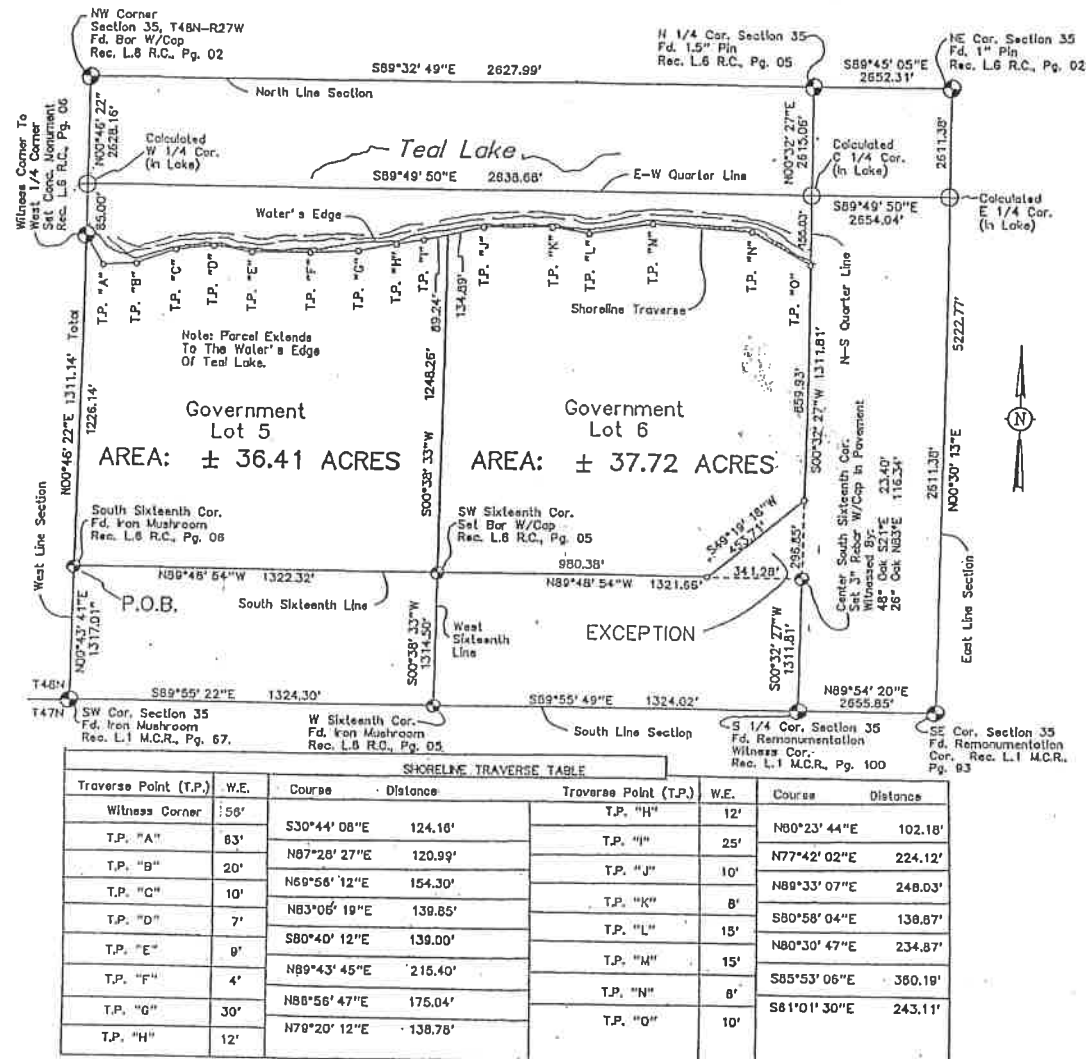 NW Corner
Section 35, T48N-R27W
Fd. Bar W/Cap
Rec. L.6 R.C., Pg. 02
N 1/4 Cor. Section 35
Fd. 1.5" Pin
Rec. L.6 R.C., Pg. 05
NE Cor. Section 35
Fd. 1" Pin
Rec. L.6 R.C., Pg. 02
S89°32'49"E 2627.99'
S89°45'05"E
2652.31'
North Line Section
Witness Corner To
West 1/4 Corner
Set Conc. Monument
Rec. L.6 R.C., Pg. 06
N00°46'22"
2628.16'
Calculated
W 1/4 Cor.
(In Lake)
Teal Lake
S89°49'50"E 2638.68'
E-W Quarter Line
N00°32'27"E
2615.06'
Calculated
C 1/4 Cor.
(In Lake)
2611.38'
S89°49'50"E
2654.04'
Calculated
E 1/4 Cor.
(In Lake)
85.00'
Water's Edge
T.P. "A"
T.P. "B"
T.P. "C"
T.P. "D"
T.P. "E"
T.P. "F"
T.P. "G"
T.P. "H"
T.P. "I"
T.P. "J"
T.P. "K"
T.P. "L"
T.P. "N"
T.P. "N"
T.P. "O"
89.24'
134.89'
Shoreline Traverse
N-S Quarter Line
Note: Parcel Extends
To The Water's Edge
Of Teal Lake.
N00°46'22"E 1311.14' Total
1226.14'
S00°38'33"W
1248.26'
859.93'
S00°32'27"W 1311.81'
5222.77'
Government
Lot 5
AREA: ± 36.41 ACRES
Government
Lot 6
AREA: ± 37.72 ACRES
N
West Line Section
South Sixteenth Cor.
Fd. Iron Mushroom
Rec. L.6 R.C., Pg. 06
SW Sixteenth Cor.
Set Bar W/Cap
Rec. L.6 R.C., Pg. 05
S49°19'18"W
453.71'
296.85'
Center South Sixteenth Cor.
Set 3" Rebar W/Cap In Pavement
Witnessed By:
48" Oak S21°E 23.40'
26" Oak N83°E 116.34'
2611.38'
N00°30'13"E
N89°46'54"W 1322.32'
980.38'
N89°48'54"W 1321.66'
341.28'
P.O.B.
South Sixteenth Line
West
Sixteenth
Line
EXCEPTION
East Line Section
N00°43'41"E
1317.01'
S00°38'33"W
1314.50'
S00°32'27"W
1311.81'
T48N
T47N
S89°55'22"E 1324.30'
S89°55'49"E 1324.02'
N89°54'20"E
2655.85'
SW Cor. Section 35
Fd. Iron Mushroom
Rec. L.1 M.C.R., Pg. 67.
W Sixteenth Cor.
Fd. Iron Mushroom
Rec. L.6 R.C., Pg. 05
South Line Section
S 1/4 Cor. Section 35
Fd. Remonumentation
Witness Cor.
Rec. L.1 M.C.R., Pg. 100
SE Cor. Section 35
Fd. Remonumentation
Cor. Rec. L.1 M.C.R.,
Pg. 93
SHORELINE TRAVERSE TABLE
Traverse Point (T.P.) W.E. Course Distance Traverse Point (T.P.) W.E. Course Distance
Witness Corner 56' T.P. "H" 12'
S30°44'08"E 124.16' N80°23'44"E 102.18'
T.P. "A" 63' T.P. "I" 25'
N87°28'27"E 120.99' N77°42'02"E 224.12'
T.P. "B" 20' T.P. "J" 10'
N69°56'12"E 154.30' N89°33'07"E 248.03'
T.P. "C" 10' T.P. "K" 8'
N83°06'19"E 139.85' S80°58'04"E 138.87'
T.P. "D" 7' T.P. "L" 15'
S80°40'12"E 139.00' N80°30'47"E 234.87'
T.P. "E" 9' T.P. "M" 15'
N89°43'45"E 215.40' S85°53'06"E 380.19'
T.P. "F" 4' T.P. "N" 8'
N88°56'47"E 175.04' S61°01'30"E 243.11'
T.P. "G" 30' T.P. "O" 10'
N79°20'12"E 138.78'
T.P. "H" 12'